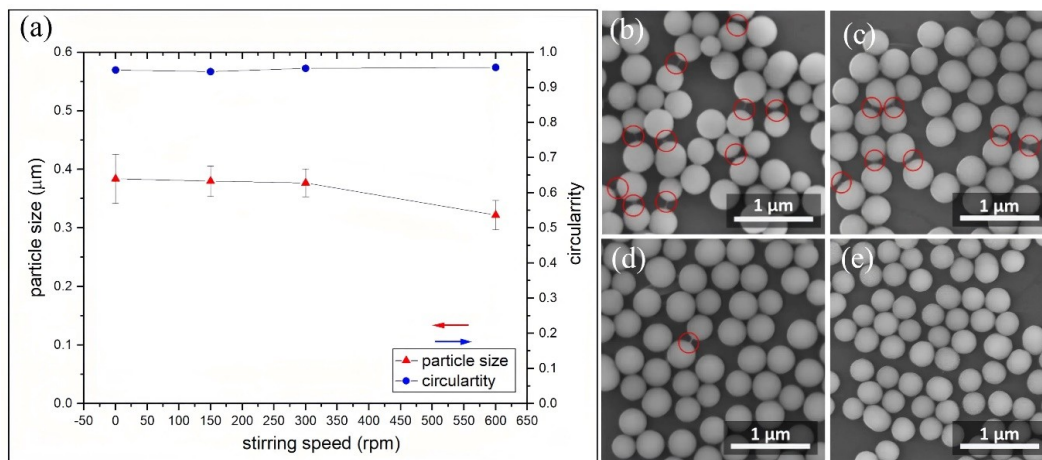 (a)
0.6
0.5
0.4
0.3
0.2
0.1
0.0
particle size (μm)
1.0
0.9
0.8
0.7
0.6
0.5
0.4
0.3
0.2
0.1
0.0
circularrity
particle size
circulartity
-50 0 50 100 150 200 250 300 350 400 450 500 550 600 650
stirring speed (rpm)
(b)
1 μm
(c)
1 μm
(d)
1 μm
(e)
1 μm